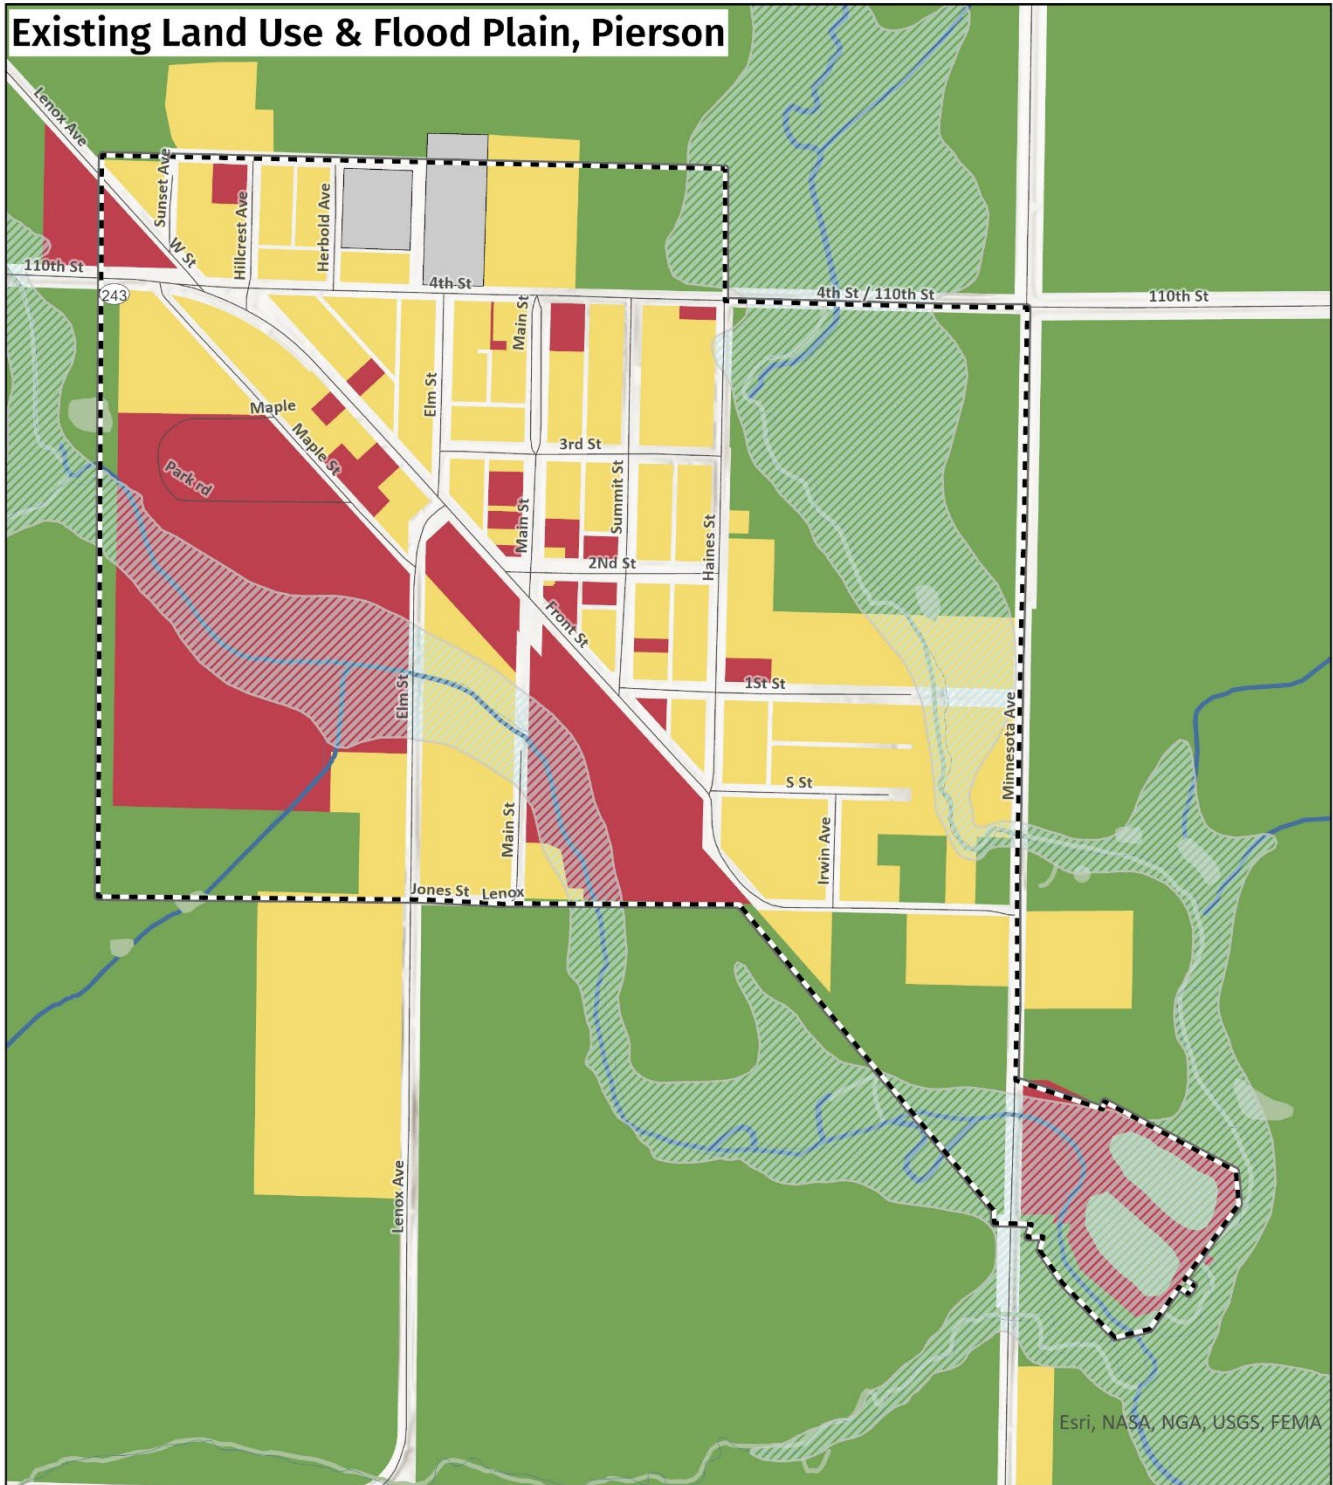 Existing Land Use & Flood Plain, Pierson
Lenox Ave
Sunset Ave
W St
Hillcrest Ave
Herbold Ave
110th St
243
4th St
4th St / 110th St
110th St
Main St
Elm St
Maple
Maple St
Park rd
3rd St
Summit St
Main St
Haines St
2Nd St
Front St
1St St
Elm St
Minnesota Ave
S St
Main St
Irwin Ave
Jones St
Lenox
Lenox Ave
Esri, NASA, NGA, USGS, FEMA